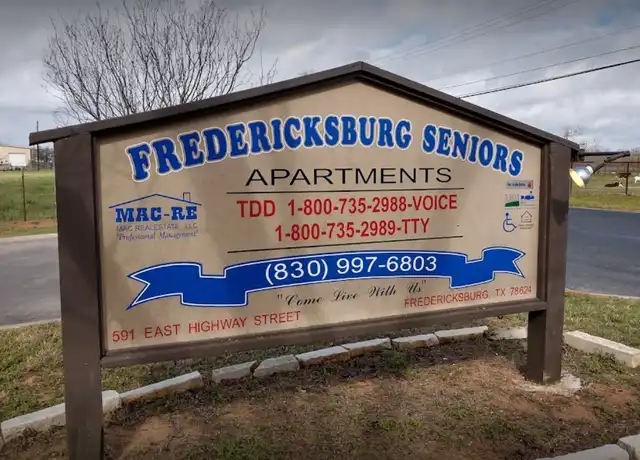 FREDERICKSBURG SENIORS
APARTMENTS
TDD 1-800-735-2988-VOICE
1-800-735-2989-TTY
MAC-RE
MAC REALESTATE, LLC
"Professional Management"
(830) 997-6803
"Come Live With Us"
591 EAST HIGHWAY STREET
FREDERICKSBURG TX 78624